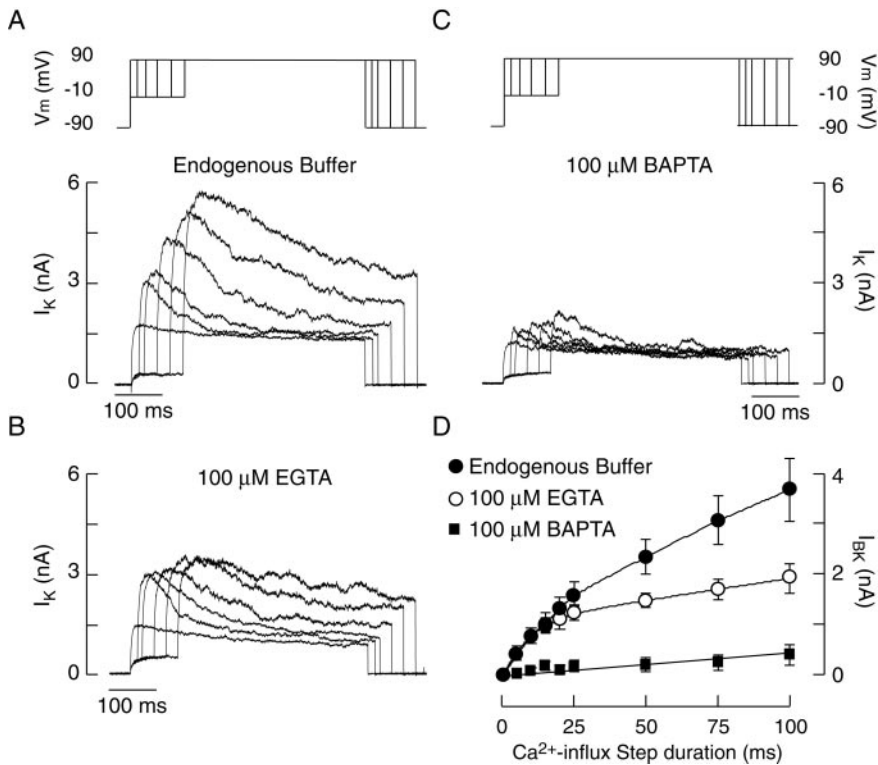 A
90
-10
-90
Vm (mV)
Endogenous Buffer
6
3
0
IK (nA)
100 ms
B
100 μM EGTA
6
3
0
IK (nA)
100 ms
C
90
-10
-90
Vm (mV)
100 μM BAPTA
6
3
0
IK (nA)
100 ms
D
Endogenous Buffer
100 μM EGTA
100 μM BAPTA
4
2
0
IBK (nA)
0 25 50 75 100
Ca2+-influx Step duration (ms)